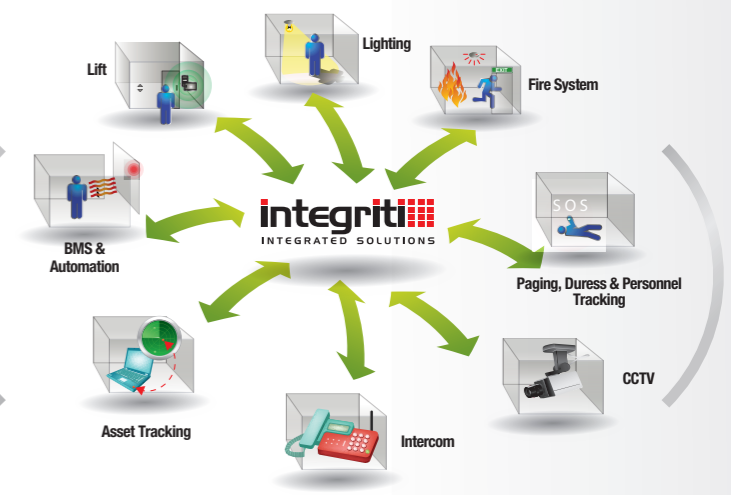 Lighting
Lift
EXIT
Fire System
integriti
INTEGRATED SOLUTIONS
SOS
BMS &
Automation
Paging, Duress & Personnel
Tracking
CCTV
Asset Tracking
Intercom